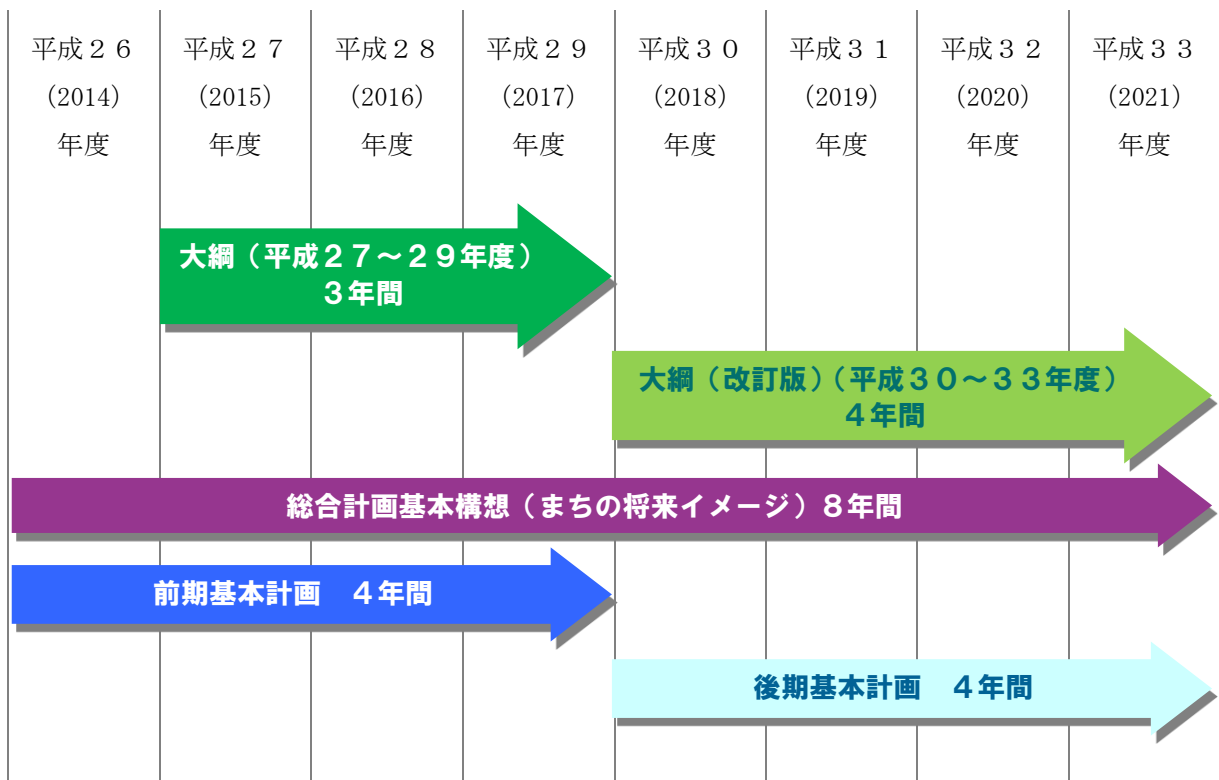 平成２６ 平成２７ 平成２８ 平成２９ 平成３０ 平成３１ 平成３２ 平成３３
(2014) (2015) (2016) (2017) (2018) (2019) (2020) (2021)
年度 年度 年度 年度 年度 年度 年度 年度
大綱（平成２７～２９年度）
３年間
大綱（改訂版）（平成３０～３３年度）
４年間
総合計画基本構想（まちの将来イメージ）８年間
前期基本計画　４年間
後期基本計画　４年間